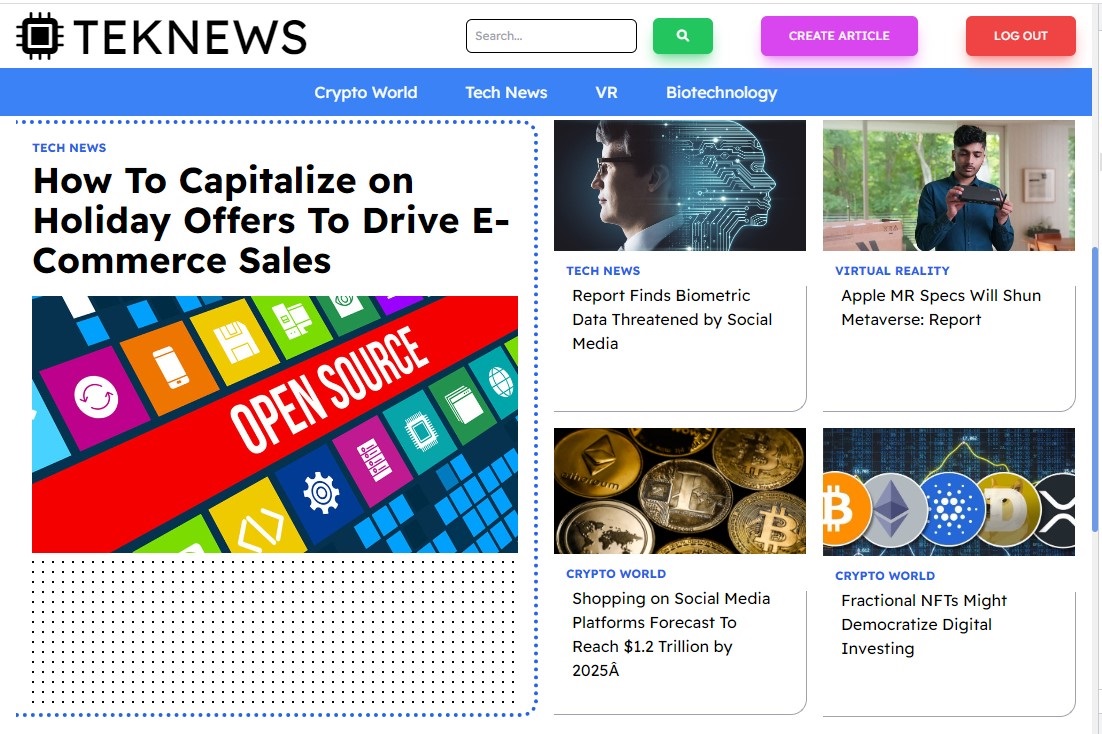 TEKNEWS
Search...
CREATE ARTICLE
LOG OUT
Crypto World
Tech News
VR
Biotechnology
TECH NEWS
How To Capitalize on
Holiday Offers To Drive E-
Commerce Sales
OPEN SOURCE
TECH NEWS
Report Finds Biometric
Data Threatened by Social
Media
VIRTUAL REALITY
Apple MR Specs Will Shun
Metaverse: Report
CRYPTO WORLD
Shopping on Social Media
Platforms Forecast To
Reach $1.2 Trillion by
2025Â
CRYPTO WORLD
Fractional NFTs Might
Democratize Digital
Investing